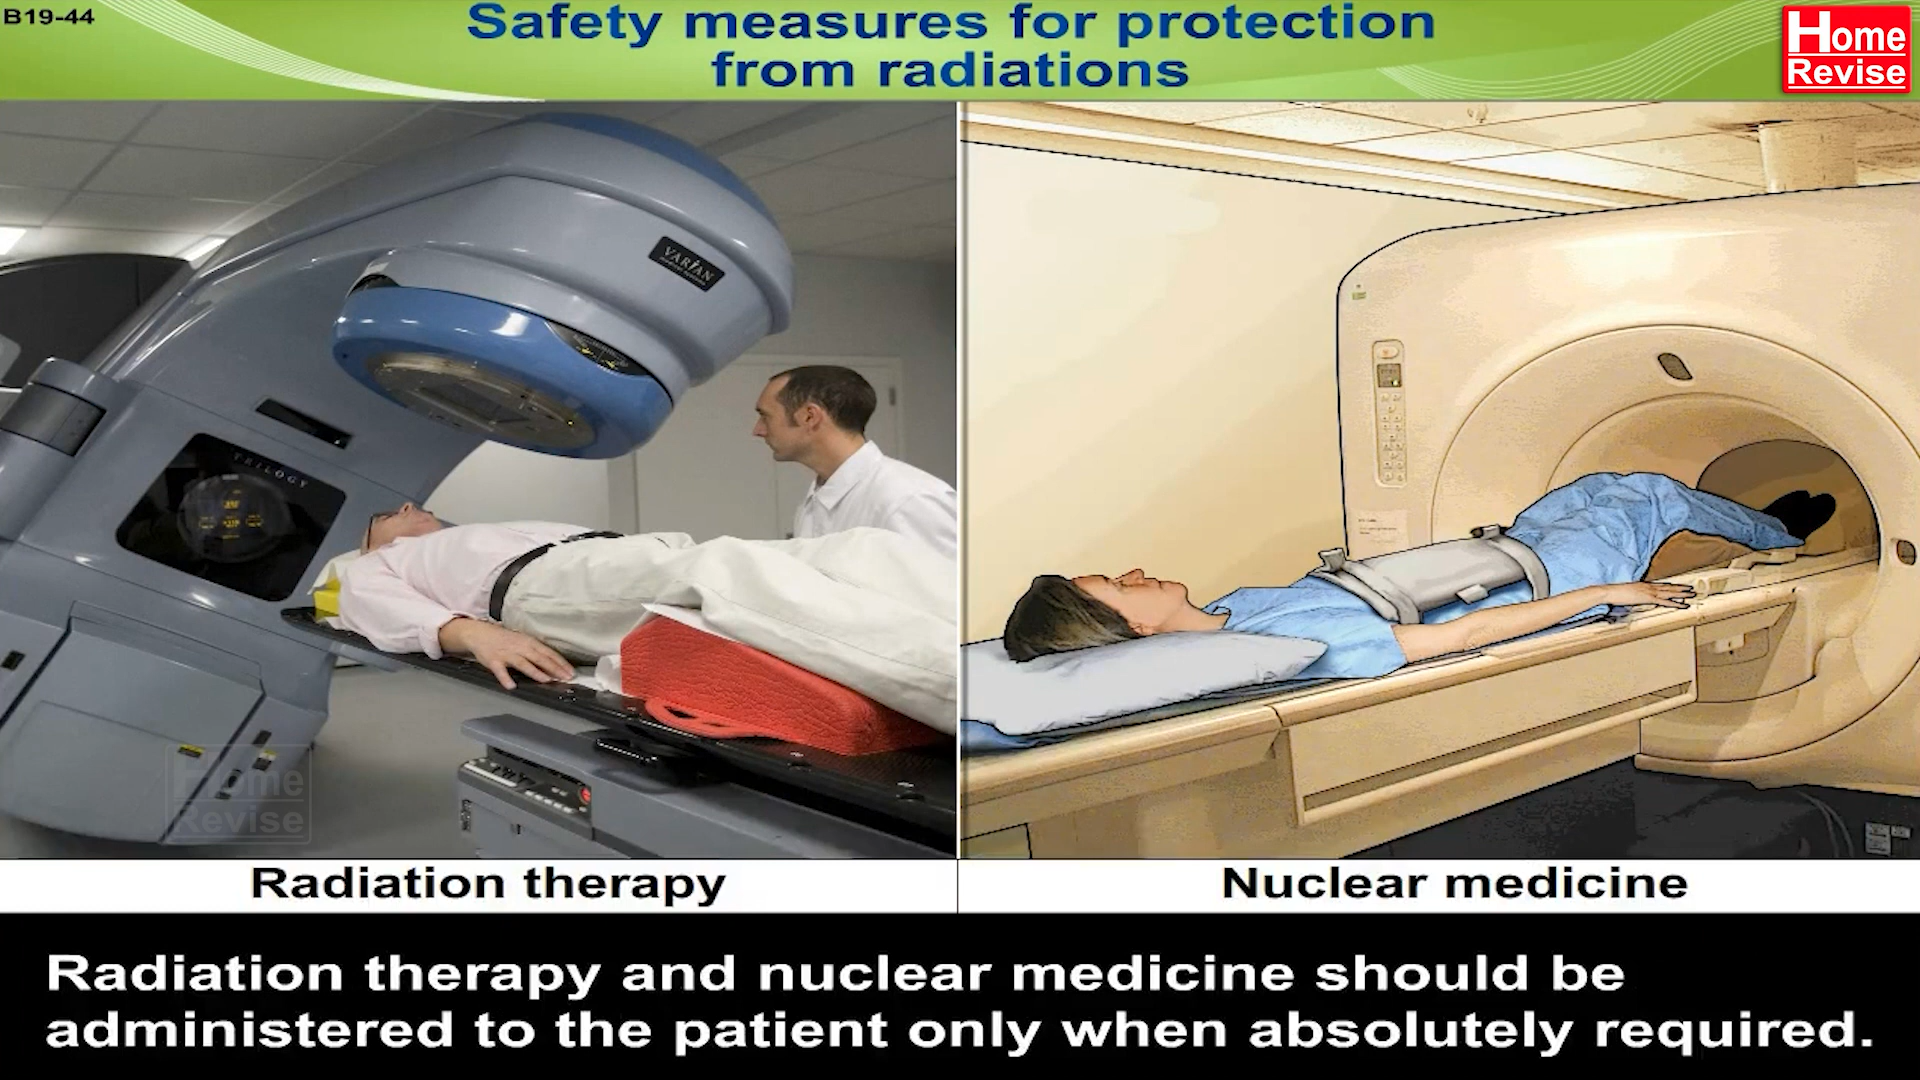 B19-44
Safety measures for protection
from radiations
Home
Revise
VARIAN
TRILOGY
Home
Revise
Radiation therapy
Nuclear medicine
Radiation therapy and nuclear medicine should be
administered to the patient only when absolutely required.